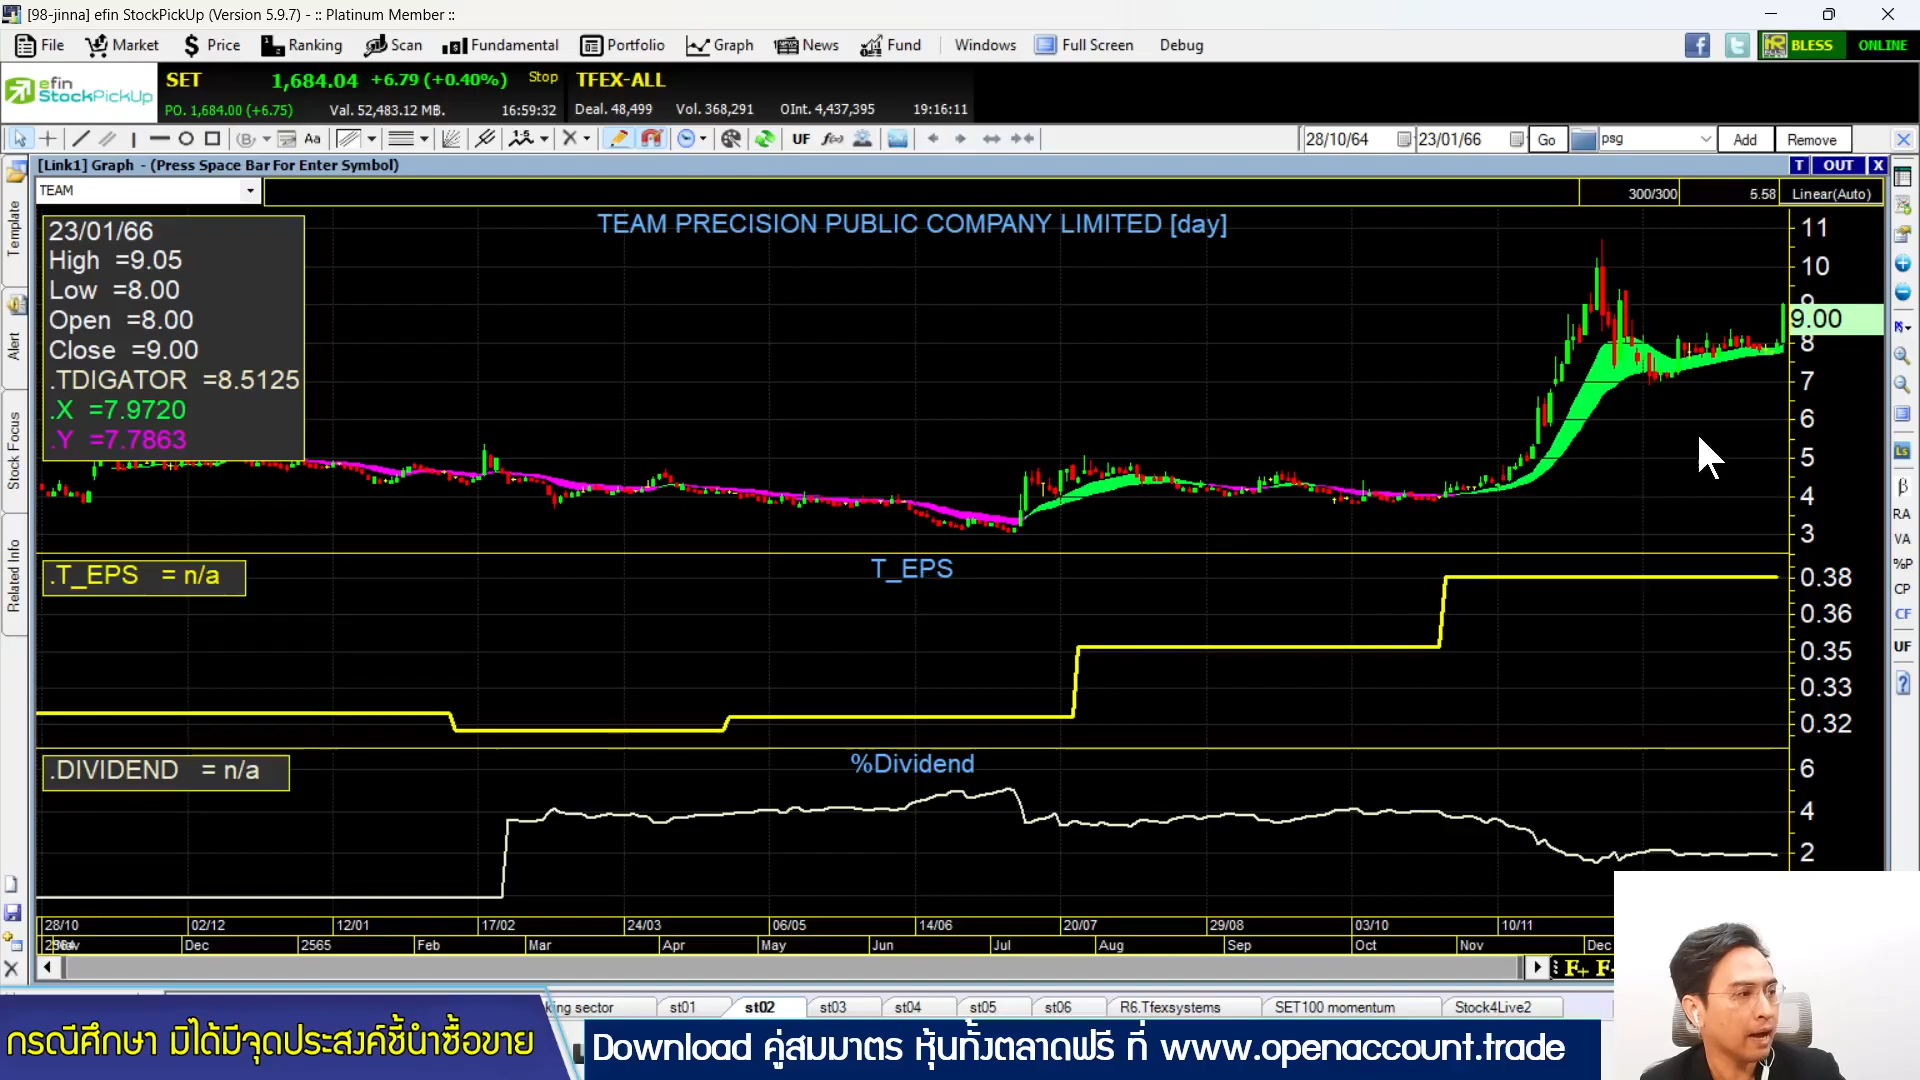 [98-jinna] efin StockPickUp (Version 5.9.7) - :: Platinum Member ::
File Market Price Ranking Scan Fundamental Portfolio Graph News Fund Windows Full Screen Debug BLESS ONLINE
efin StockPickUp
SET 1,684.04 +6.79 (+0.40%) Stop TFEX-ALL
PO. 1,684.00 (+6.75) Val. 52,483.12 MB. 16:59:32 Deal. 48,499 Vol. 368,291 OInt. 4,437,395 19:16:11
Aa UF f(x) 28/10/64 23/01/66 Go psg Add Remove
[Link1] Graph - (Press Space Bar For Enter Symbol) T OUT X
TEAM 300/300 5.58 Linear(Auto)
TEAM PRECISION PUBLIC COMPANY LIMITED [day]
23/01/66
High =9.05
Low =8.00
Open =8.00
Close =9.00
.TDIGATOR =8.5125
.X =7.9720
.Y =7.7863
11
10
9
9.00
8
7
6
5
4
3
.T_EPS = n/a
T_EPS
0.38
0.36
0.35
0.33
0.32
.DIVIDEND = n/a
%Dividend
6
4
2
Template
Alert
Stock Focus
Related Info
β
RA
VA
%P
CP
CF
UF
28/10 02/12 12/01 17/02 24/03 06/05 14/06 20/07 29/08 03/10 10/11
Dec 2565 Feb Mar Apr May Jun Jul Aug Sep Oct Nov Dec
F+ F-
king sector st01 st02 st03 st04 st05 st06 R6.Tfexsystems SET100 momentum Stock4Live2
กรณีศึกษา มิได้มีจุดประสงค์ชี้นำซื้อขาย
Download คู่สมมาตร หุ้นทั้งตลาดฟรี ที่ www.openaccount.trade